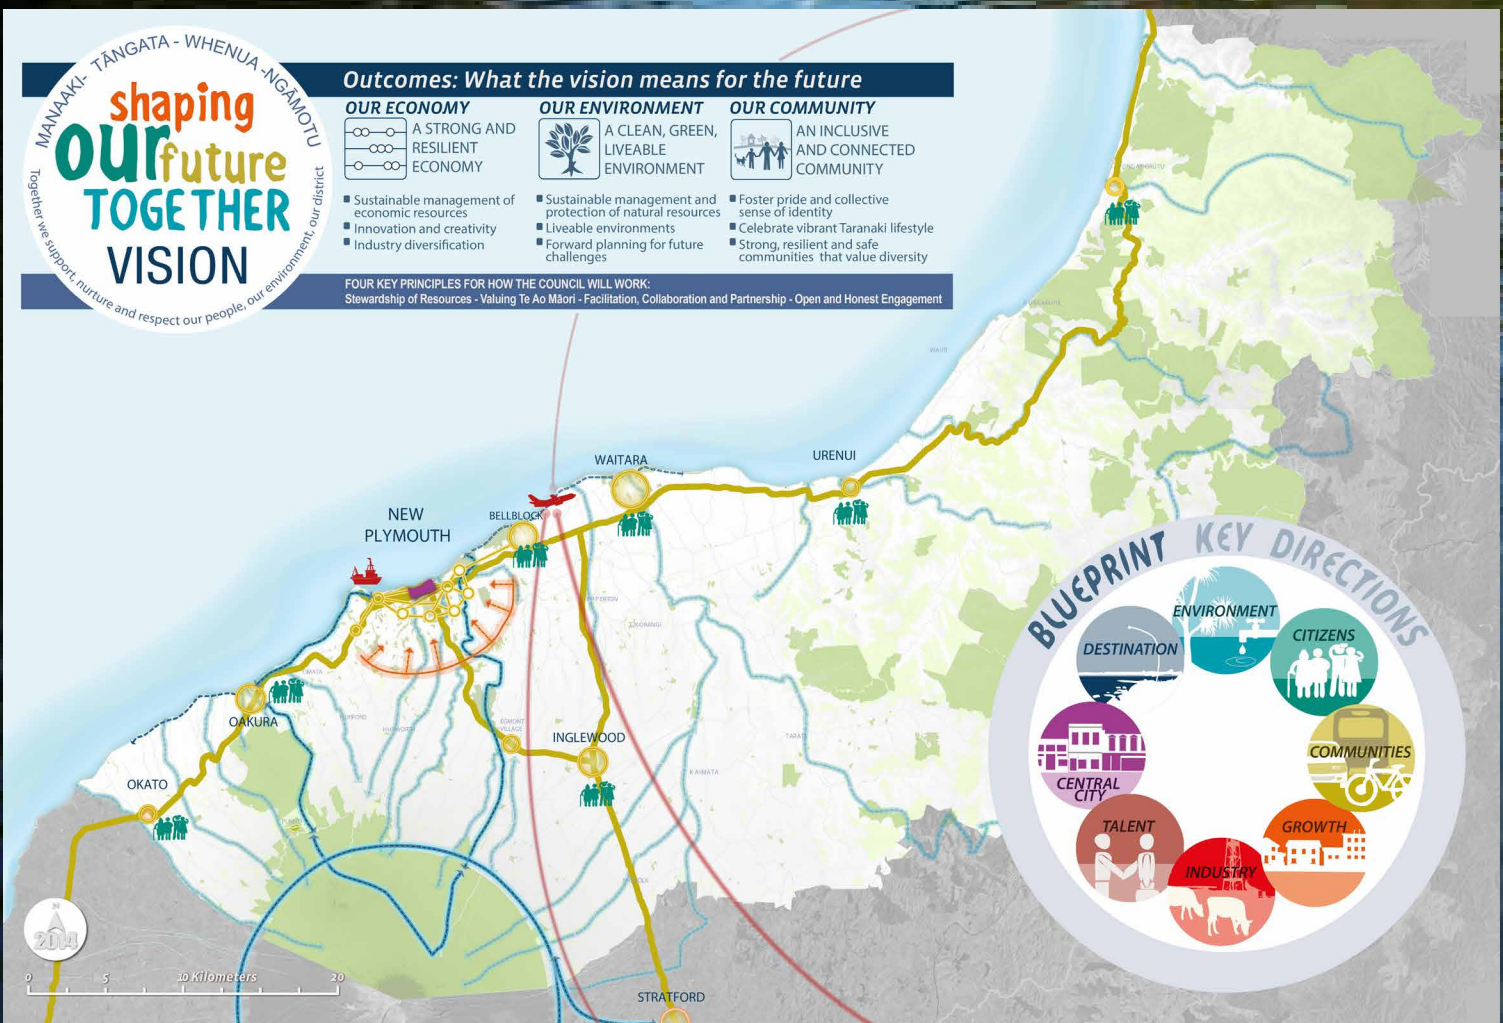 MANAAKI- TĀNGATA - WHENUA -NGĀMOTU
shaping
OUR future
TOGETHER
VISION
Together we support, nurture and respect our people, our environment, our district
Outcomes: What the vision means for the future
OUR ECONOMY
A STRONG AND
RESILIENT
ECONOMY
Sustainable management of
economic resources
Innovation and creativity
Industry diversification
OUR ENVIRONMENT
A CLEAN, GREEN,
LIVEABLE
ENVIRONMENT
Sustainable management and
protection of natural resources
Liveable environments
Forward planning for future
challenges
OUR COMMUNITY
AN INCLUSIVE
AND CONNECTED
COMMUNITY
Foster pride and collective
sense of identity
Celebrate vibrant Taranaki lifestyle
Strong, resilient and safe
communities that value diversity
FOUR KEY PRINCIPLES FOR HOW THE COUNCIL WILL WORK:
Stewardship of Resources - Valuing Te Ao Māori - Facilitation, Collaboration and Partnership - Open and Honest Engagement
WAITARA
URENUI
NEW
PLYMOUTH
BELLBLOCK
OAKURA
EGMONT
VILLAGE
INGLEWOOD
KAIMATA
OKATO
STRATFORD
BLUEPRINT KEY DIRECTIONS
ENVIRONMENT
DESTINATION
CITIZENS
CENTRAL
CITY
COMMUNITIES
TALENT
GROWTH
INDUSTRY
N
2014
0 5 10 Kilometers 20